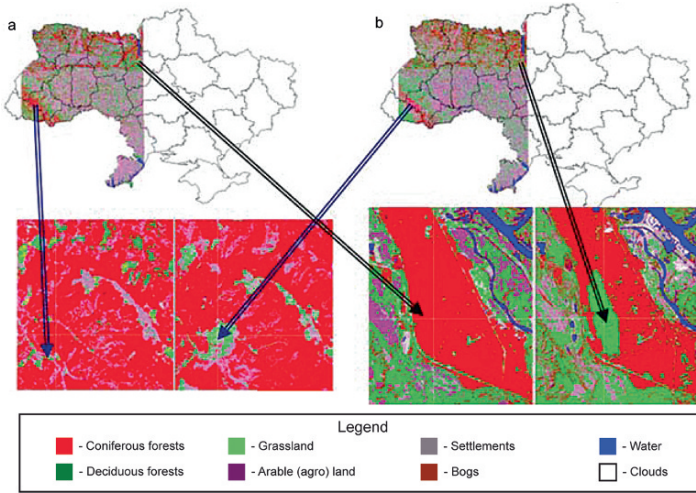 a
b
Legend
- Coniferous forests
- Grassland
- Settlements
- Water
- Deciduous forests
- Arable (agro) land
- Bogs
- Clouds